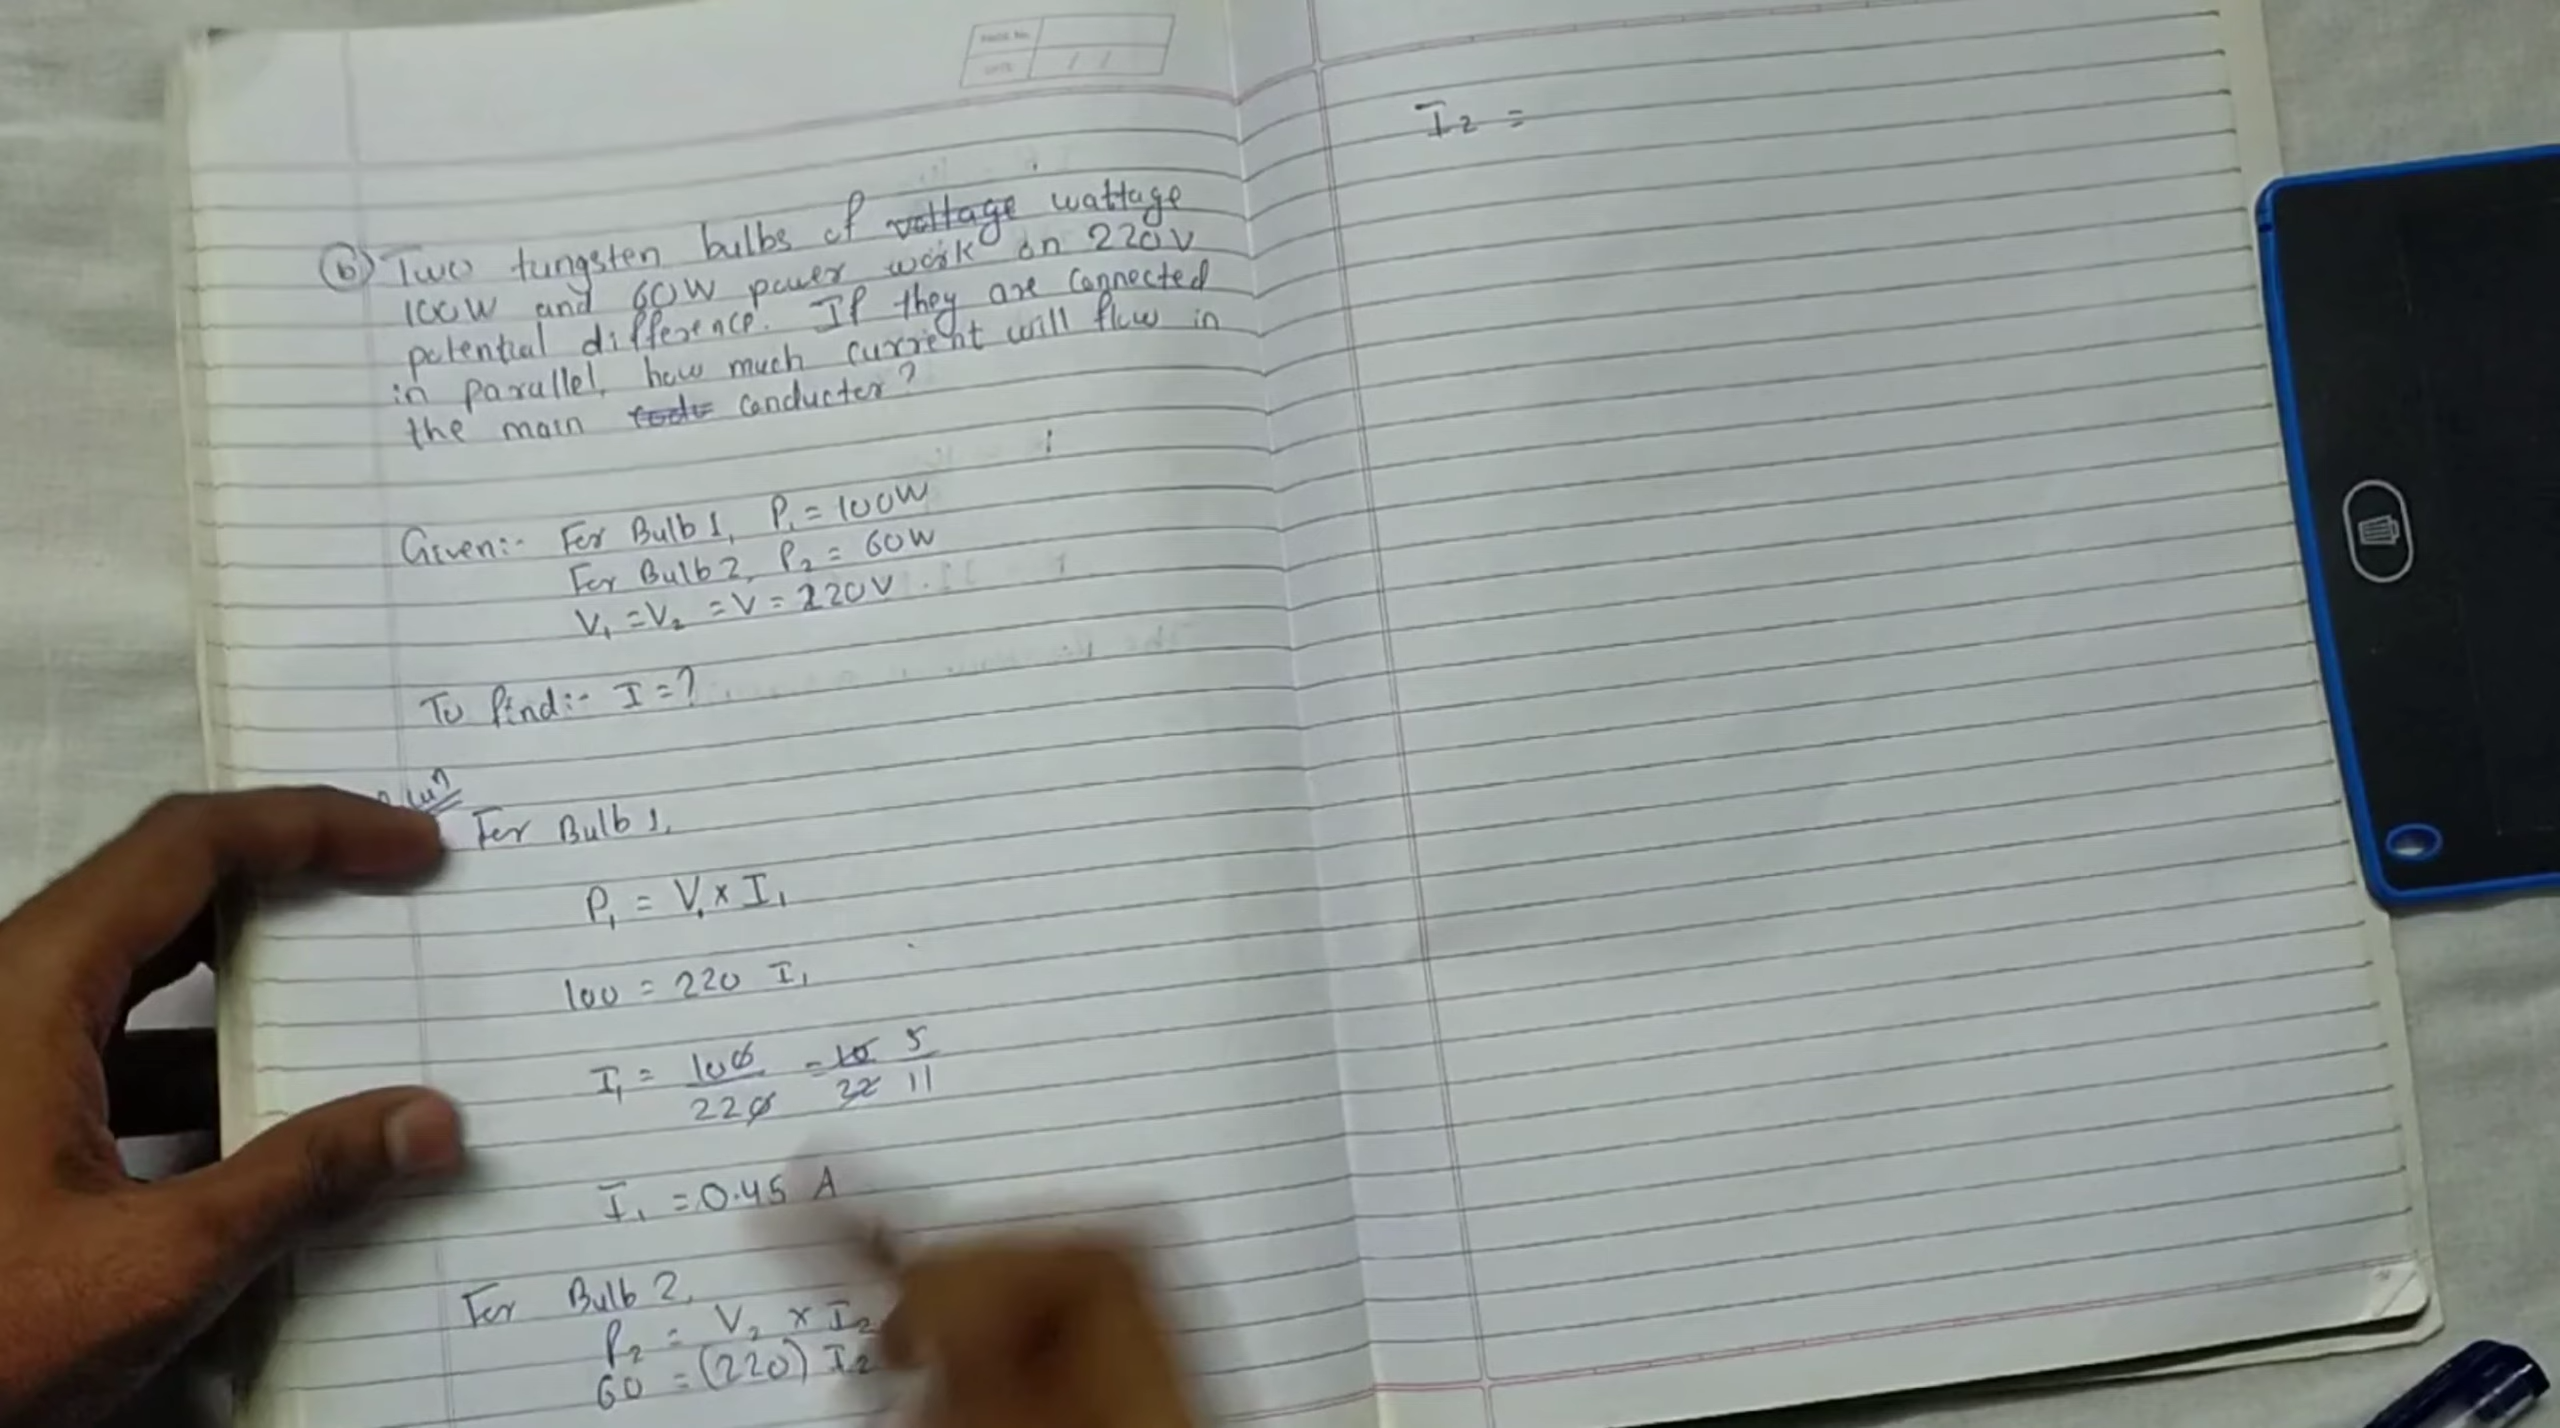 PAGE No.
DATE / /
(b) Two tungsten bulbs of voltage wattage
100W and 60W power work on 220V
potential difference. If they are connected
in parallel, how much current will flow in
the main conductor?
Given:- For Bulb 1, P₁ = 100W
For Bulb 2, P₂ = 60W
V₁ = V₂ = V = 220V
To find:- I = ?
For Bulb 1,
P₁ = V₁ × I₁
100 = 220 I₁
I₁ = 100/220 = 10/22 5/11
I₁ = 0.45 A
For Bulb 2,
P₂ = V₂ × I₂
60 = (220) I₂
I₂ =